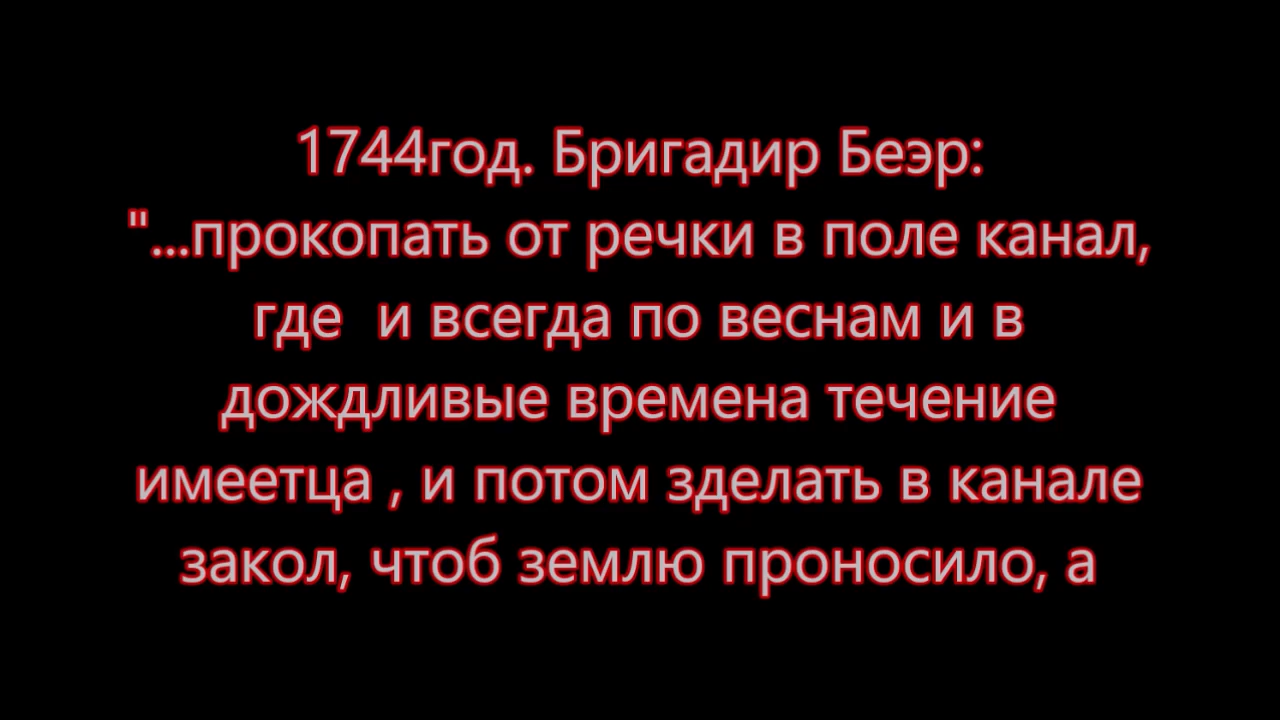 1744год. Бригадир Беэр:
"...прокопать от речки в поле канал,
где  и всегда по веснам и в
дождливые времена течение
имеетца , и потом зделать в канале
закол, чтоб землю проносило, а